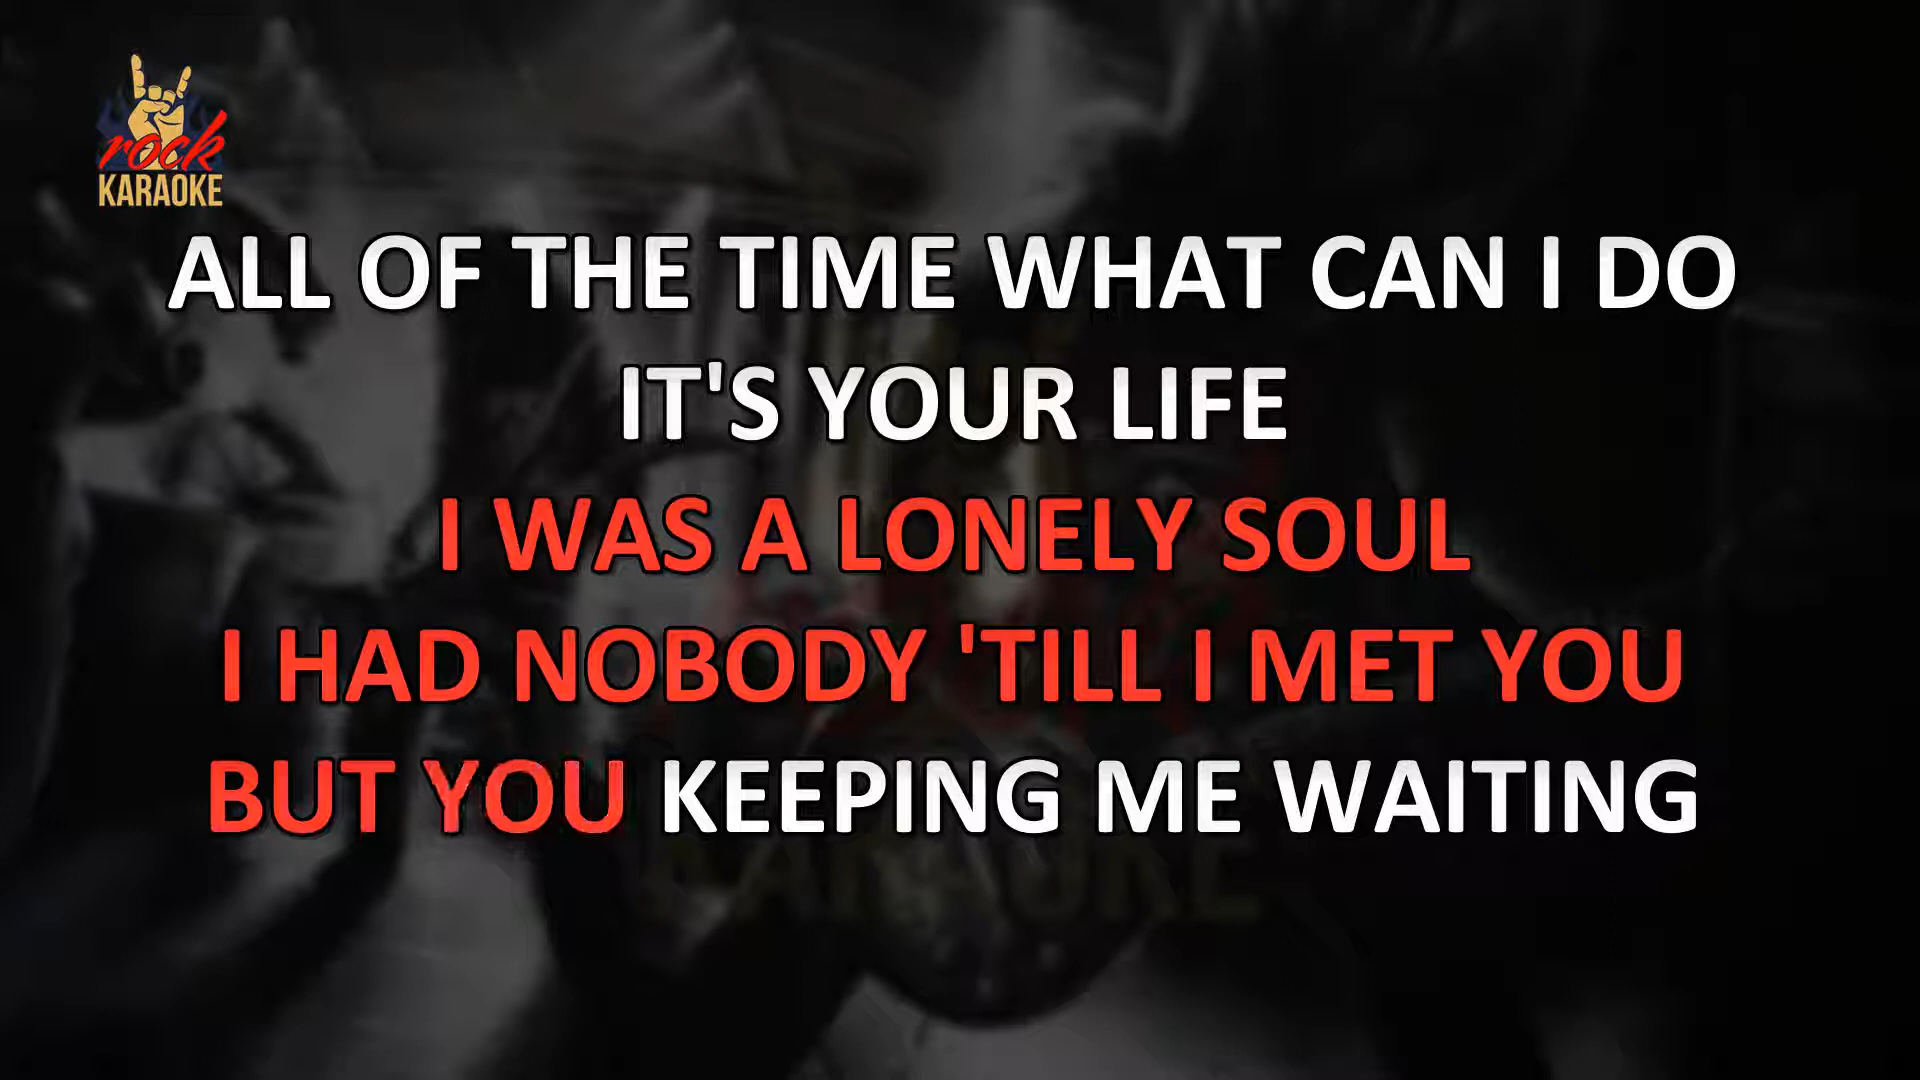 rock
KARAOKE
ALL OF THE TIME WHAT CAN I DO
IT'S YOUR LIFE
I WAS A LONELY SOUL
I HAD NOBODY 'TILL I MET YOU
BUT YOU KEEPING ME WAITING
KARAOKE